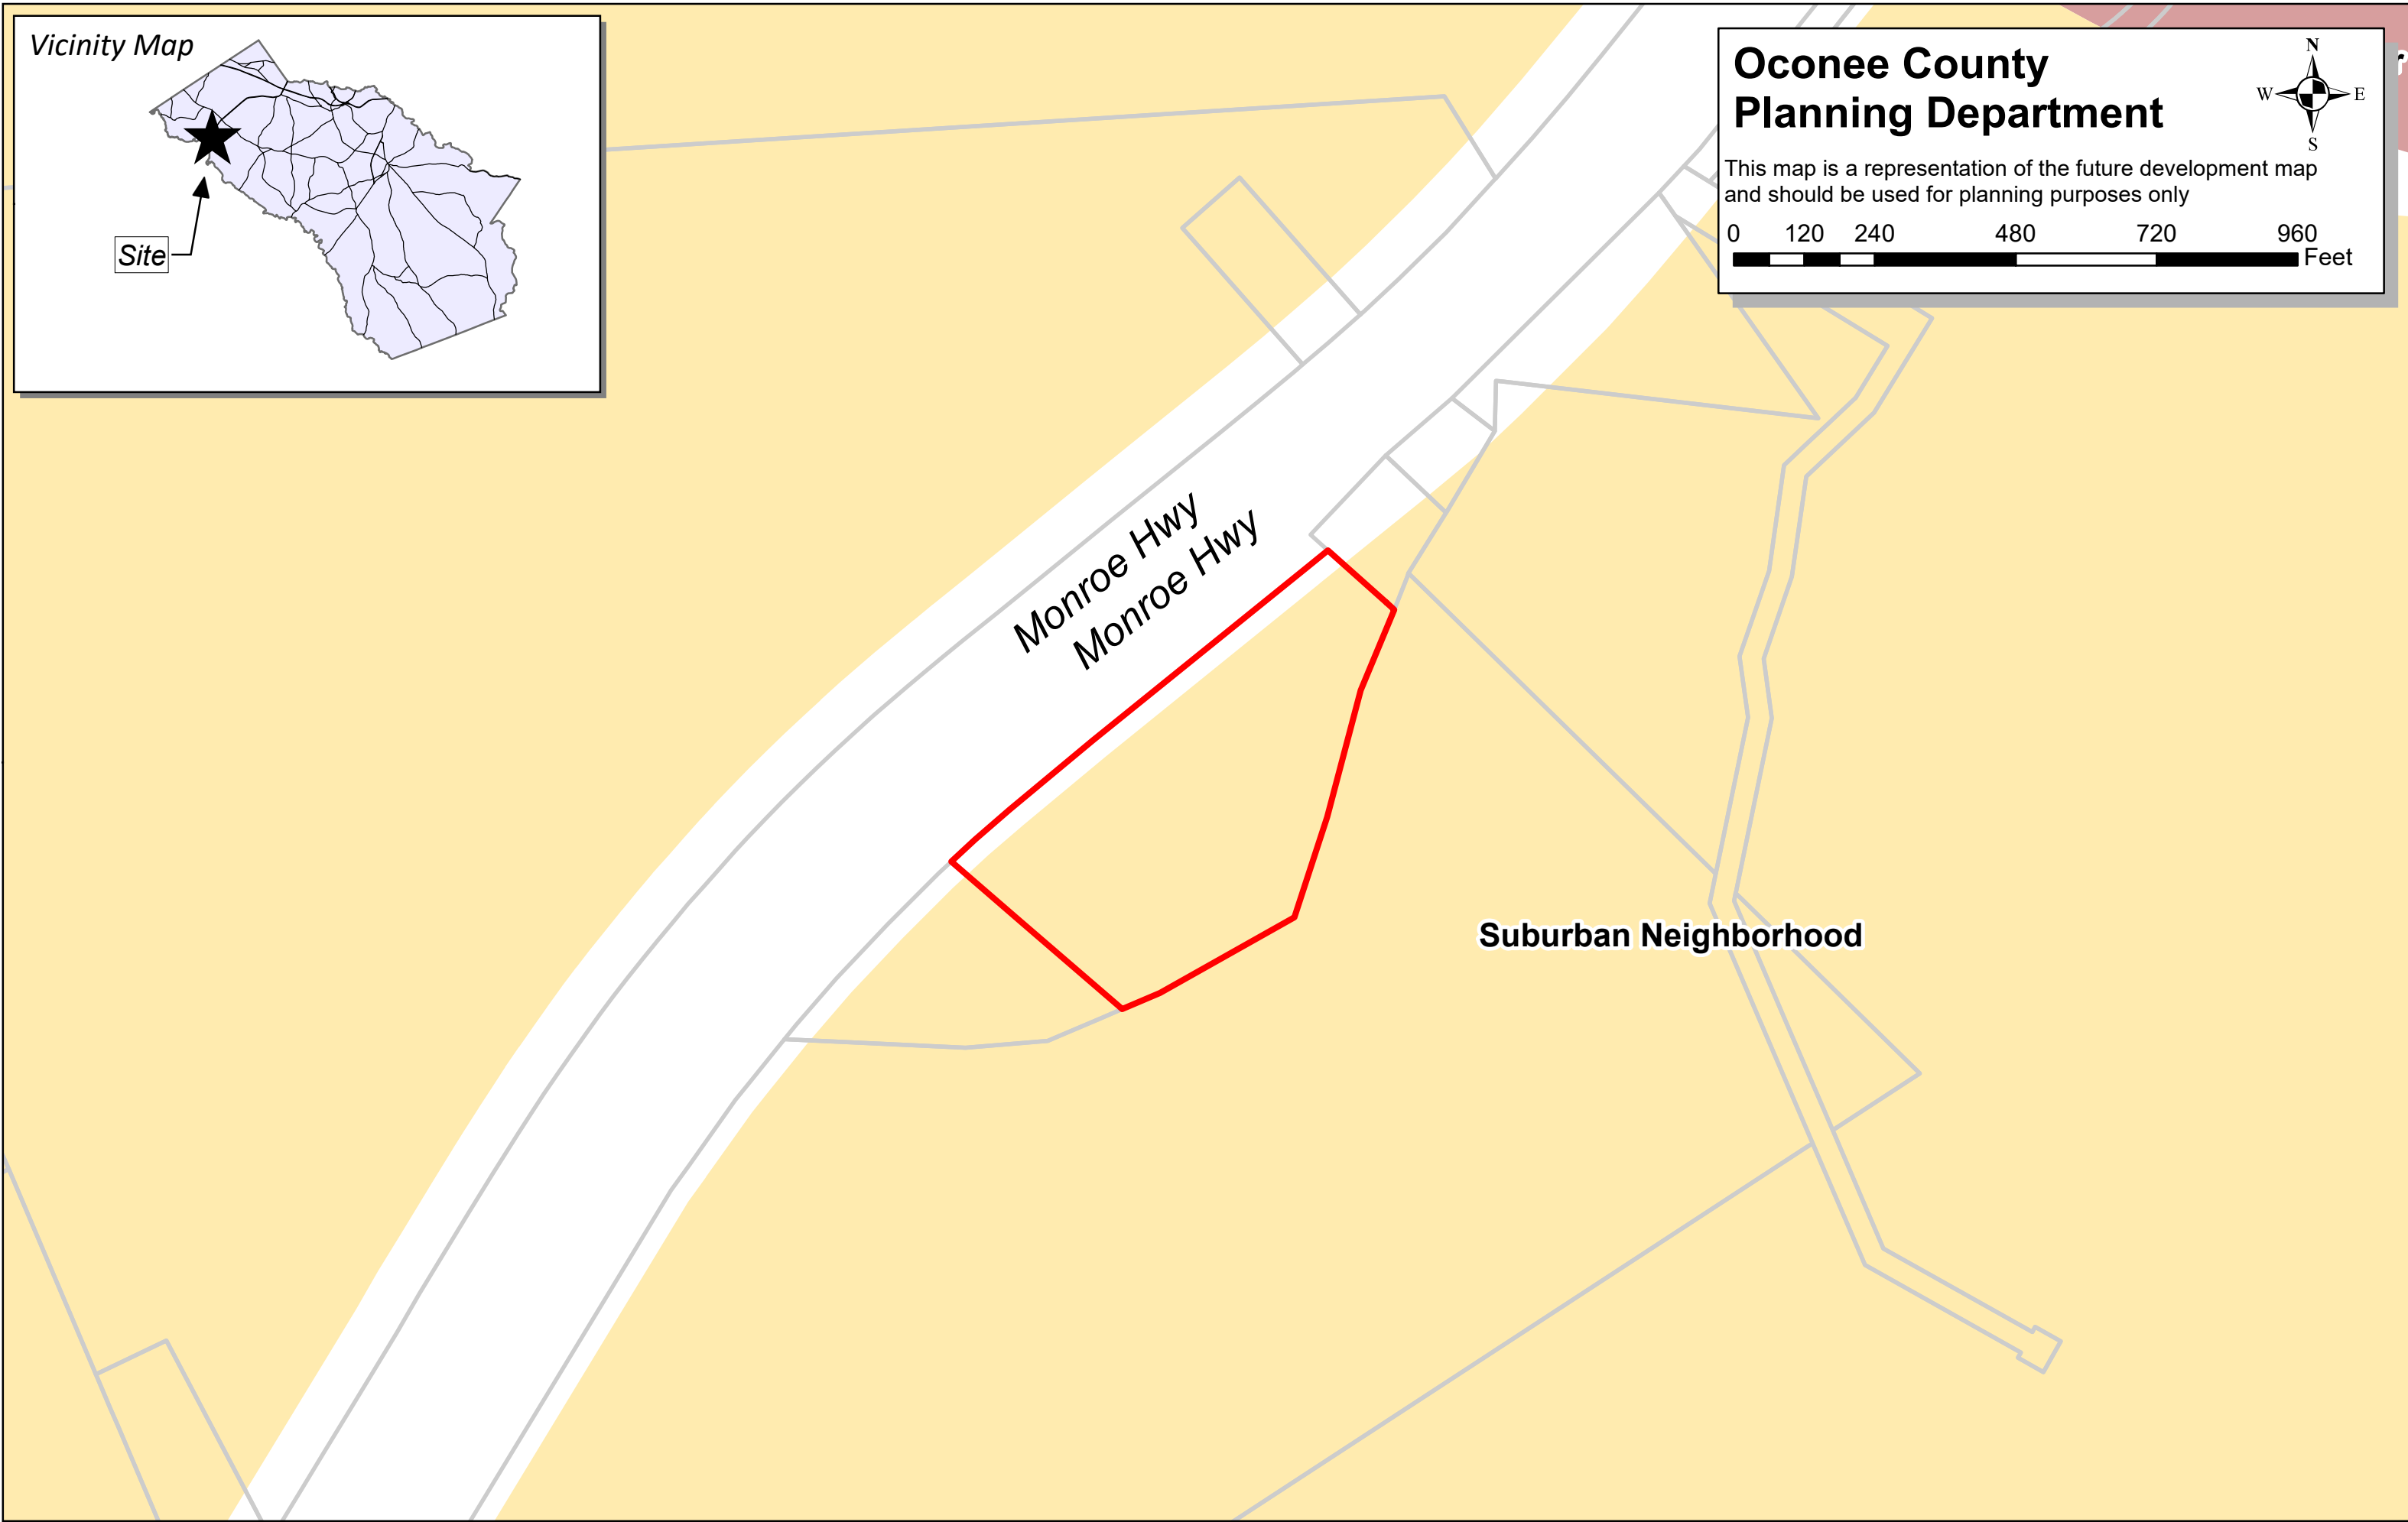 Vicinity Map
Site
Oconee County
Planning Department
N
W E
S
This map is a representation of the future development map
and should be used for planning purposes only
0 120 240 480 720 960
Feet
Monroe Hwy
Monroe Hwy
Suburban Neighborhood